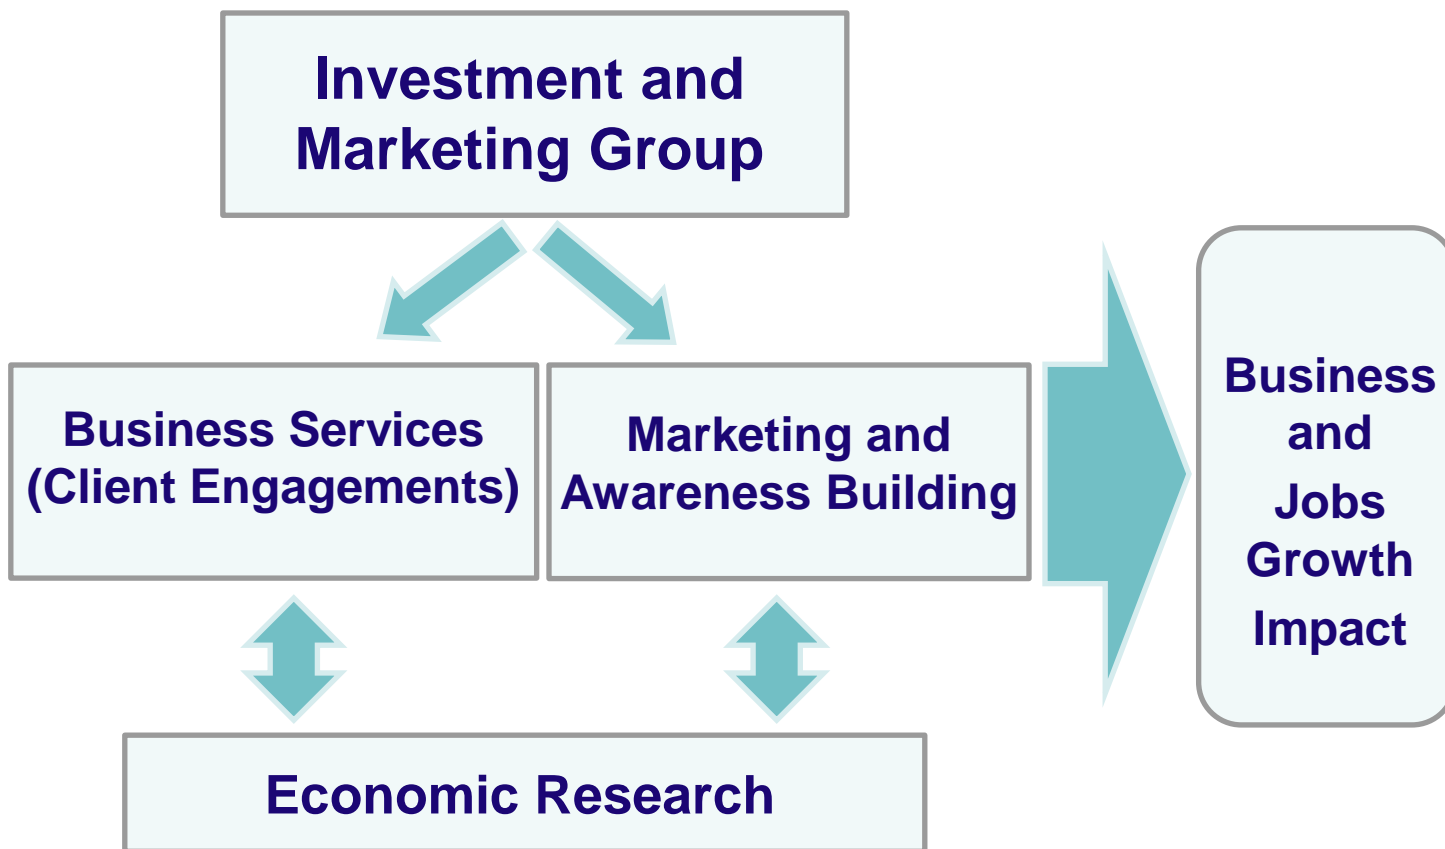 Investment and
Marketing Group
Business Services
(Client Engagements)
Marketing and
Awareness Building
Business
and
Jobs
Growth
Impact
Economic Research